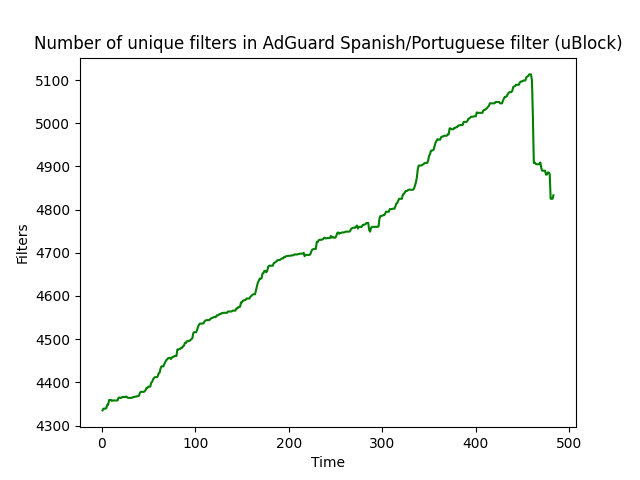 Number of unique filters in AdGuard Spanish/Portuguese filter (uBlock)
5100
5000
4900
4800
4700
4600
4500
4400
4300
Filters
0 100 200 300 400 500
Time